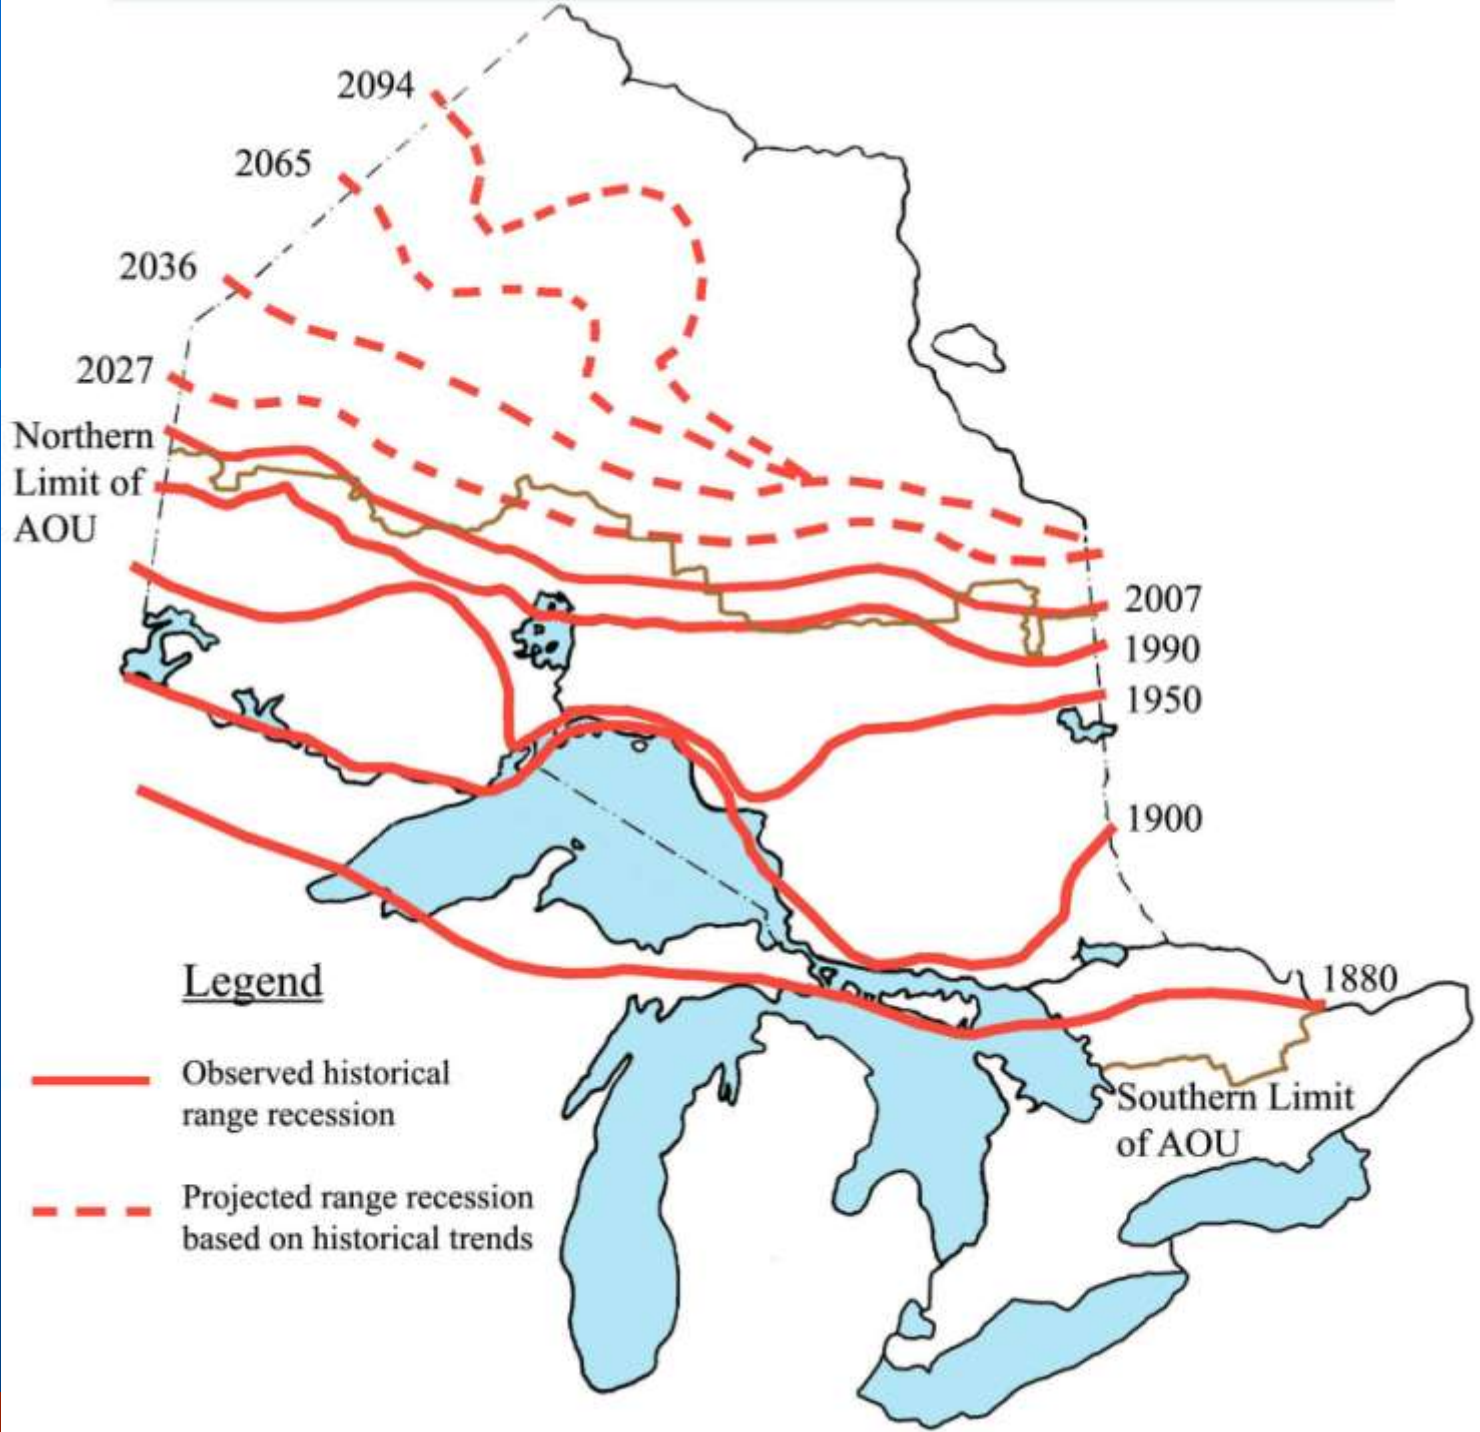 2094
2065
2036
2027
Northern
Limit of
AOU
2007
1990
1950
1900
1880
Southern Limit
of AOU
Legend
Observed historical
range recession
Projected range recession
based on historical trends